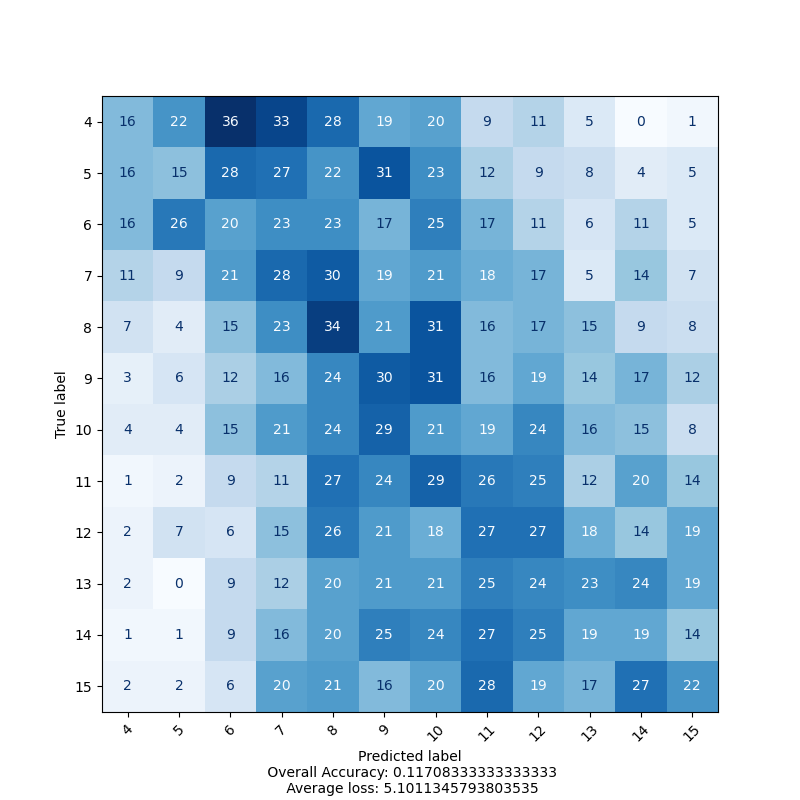 4 16 22 36 33 28 19 20 9 11 5 0 1
5 16 15 28 27 22 31 23 12 9 8 4 5
6 16 26 20 23 23 17 25 17 11 6 11 5
7 11 9 21 28 30 19 21 18 17 5 14 7
8 7 4 15 23 34 21 31 16 17 15 9 8
9 3 6 12 16 24 30 31 16 19 14 17 12
True label
10 4 4 15 21 24 29 21 19 24 16 15 8
11 1 2 9 11 27 24 29 26 25 12 20 14
12 2 7 6 15 26 21 18 27 27 18 14 19
13 2 0 9 12 20 21 21 25 24 23 24 19
14 1 1 9 16 20 25 24 27 25 19 19 14
15 2 2 6 20 21 16 20 28 19 17 27 22
4 5 6 7 8 9 10 11 12 13 14 15
Predicted label
Overall Accuracy: 0.11708333333333333
Average loss: 5.1011345793803535